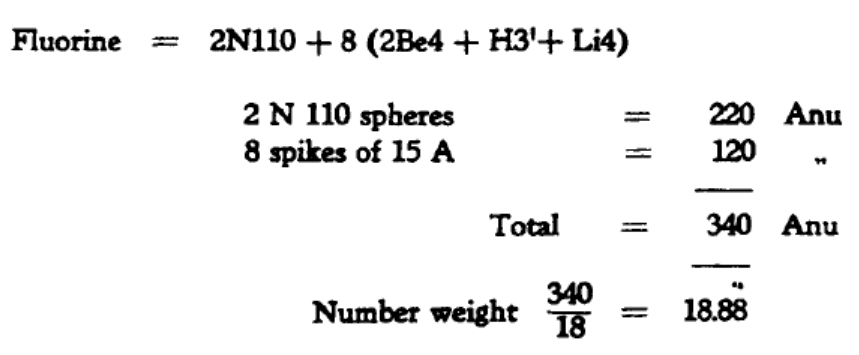 Fluorine = 2N110 + 8 (2Be4 + H3'+ Li4)
2 N 110 spheres = 220 Anu
8 spikes of 15 A = 120 „
Total = 340 Anu
Number weight 340/18 = 18.88